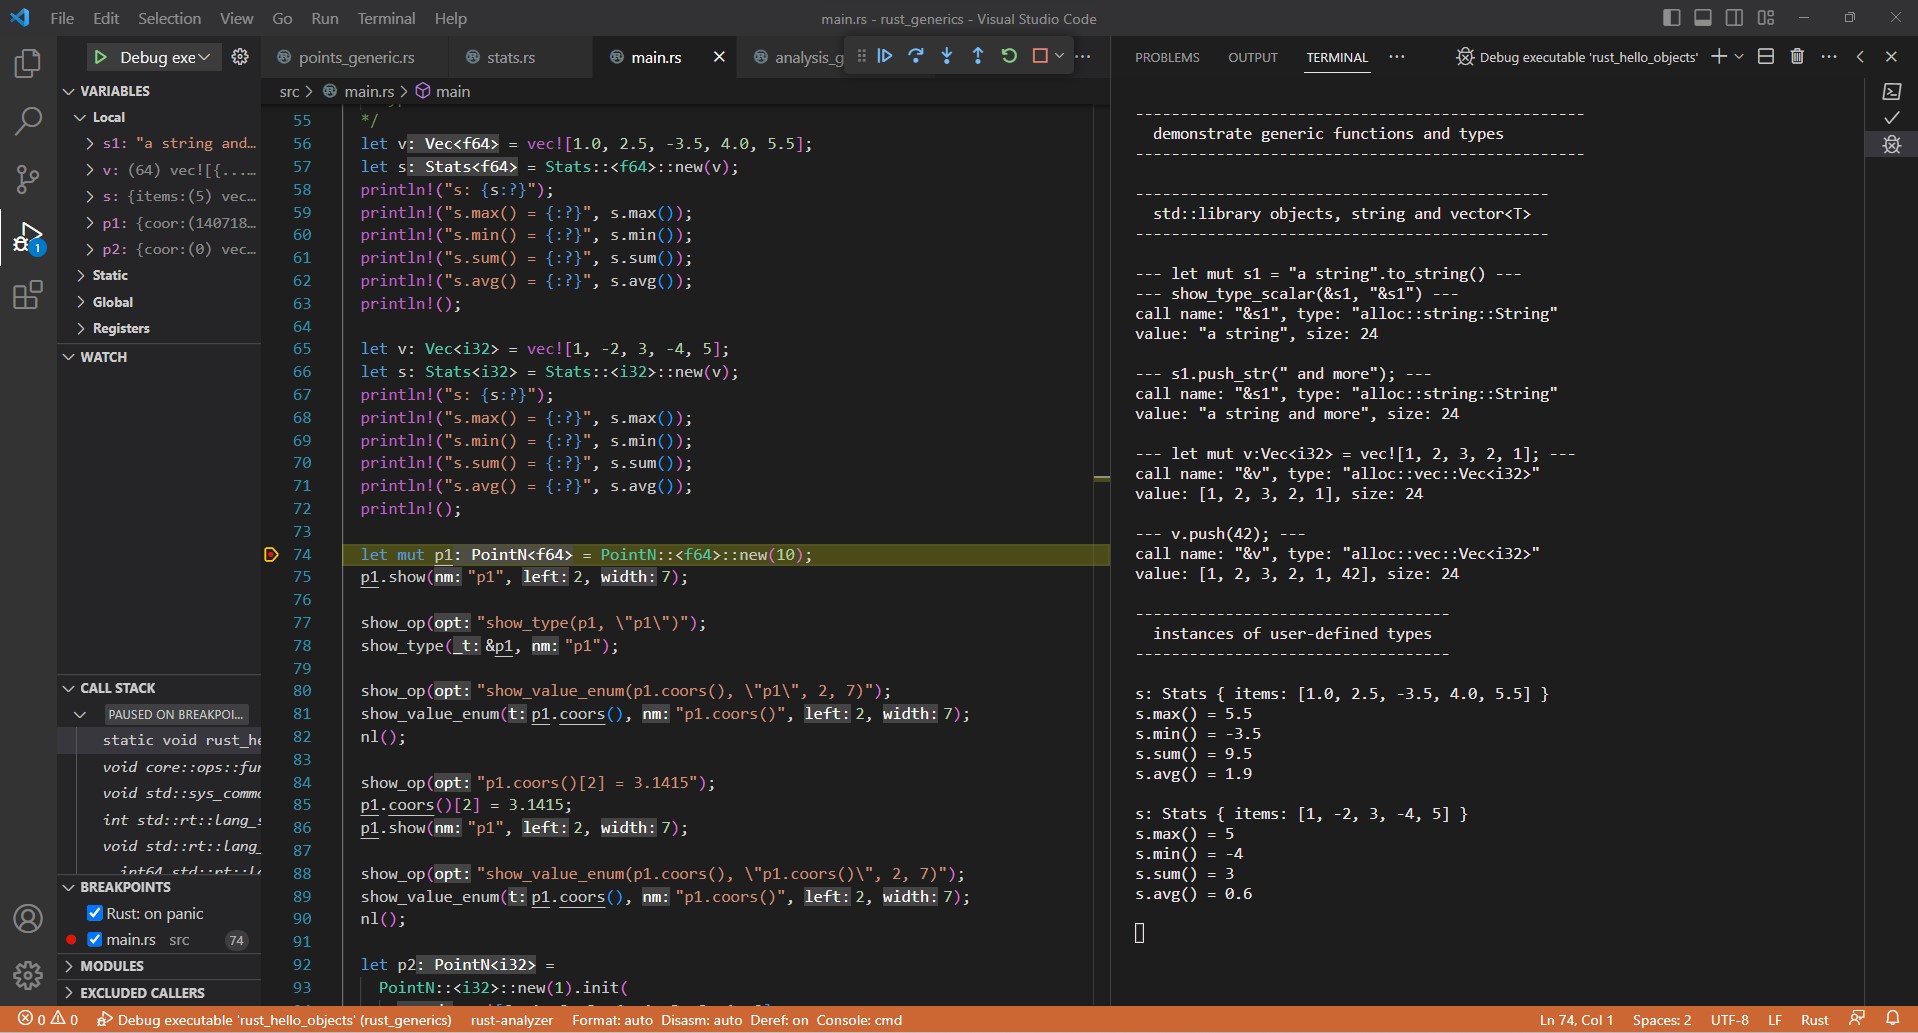 File Edit Selection View Go Run Terminal Help
main.rs - rust_generics - Visual Studio Code
Debug exe
points_generic.rs
stats.rs
main.rs
analysis_g
PROBLEMS OUTPUT TERMINAL
Debug executable 'rust_hello_objects'
src > main.rs > main
VARIABLES
Local
s1: "a string and...
v: (64) vec![{......
s: {items:(5) vec...
p1: {coor:(140718...
p2: {coor:(0) vec...
Static
Global
Registers
WATCH
CALL STACK
PAUSED ON BREAKPOI...
static void rust_he
void core::ops::fun
void std::sys_commo
int std::rt::lang_s
void std::rt::lang_
int64 std::rt::la
BREAKPOINTS
Rust: on panic
main.rs src 74
MODULES
EXCLUDED CALLERS
55 */
56 let v: Vec<f64> = vec![1.0, 2.5, -3.5, 4.0, 5.5];
57 let s: Stats<f64> = Stats::<f64>::new(v);
58 println!("s: {s:?}");
59 println!("s.max() = {:?}", s.max());
60 println!("s.min() = {:?}", s.min());
61 println!("s.sum() = {:?}", s.sum());
62 println!("s.avg() = {:?}", s.avg());
63 println!();
64
65 let v: Vec<i32> = vec![1, -2, 3, -4, 5];
66 let s: Stats<i32> = Stats::<i32>::new(v);
67 println!("s: {s:?}");
68 println!("s.max() = {:?}", s.max());
69 println!("s.min() = {:?}", s.min());
70 println!("s.sum() = {:?}", s.sum());
71 println!("s.avg() = {:?}", s.avg());
72 println!();
73
74 let mut p1: PointN<f64> = PointN::<f64>::new(10);
75 p1.show(nm: "p1", left: 2, width: 7);
76
77 show_op(opt: "show_type(p1, \"p1\")");
78 show_type(_t: &p1, nm: "p1");
79
80 show_op(opt: "show_value_enum(p1.coors(), \"p1\", 2, 7)");
81 show_value_enum(t: p1.coors(), nm: "p1.coors()", left: 2, width: 7);
82 nl();
83
84 show_op(opt: "p1.coors()[2] = 3.1415");
85 p1.coors()[2] = 3.1415;
86 p1.show(nm: "p1", left: 2, width: 7);
87
88 show_op(opt: "show_value_enum(p1.coors(), \"p1.coors()\", 2, 7)");
89 show_value_enum(t: p1.coors(), nm: "p1.coors()", left: 2, width: 7);
90 nl();
91
92 let p2: PointN<i32> =
93 PointN::<i32>::new(1).init(
--------------------------------------------------
demonstrate generic functions and types
--------------------------------------------------
----------------------------------------------
std::library objects, string and vector<T>
----------------------------------------------
--- let mut s1 = "a string".to_string() ---
--- show_type_scalar(&s1, "&s1") ---
call name: "&s1", type: "alloc::string::String"
value: "a string", size: 24
--- s1.push_str(" and more"); ---
call name: "&s1", type: "alloc::string::String"
value: "a string and more", size: 24
--- let mut v:Vec<i32> = vec![1, 2, 3, 2, 1]; ---
call name: "&v", type: "alloc::vec::Vec<i32>"
value: [1, 2, 3, 2, 1], size: 24
--- v.push(42); ---
call name: "&v", type: "alloc::vec::Vec<i32>"
value: [1, 2, 3, 2, 1, 42], size: 24
-----------------------------------
instances of user-defined types
-----------------------------------
s: Stats { items: [1.0, 2.5, -3.5, 4.0, 5.5] }
s.max() = 5.5
s.min() = -3.5
s.sum() = 9.5
s.avg() = 1.9
s: Stats { items: [1, -2, 3, -4, 5] }
s.max() = 5
s.min() = -4
s.sum() = 3
s.avg() = 0.6
0 0 Debug executable 'rust_hello_objects' (rust_generics) rust-analyzer Format: auto Disasm: auto Deref: on Console: cmd
Ln 74, Col 1 Spaces: 2 UTF-8 LF Rust